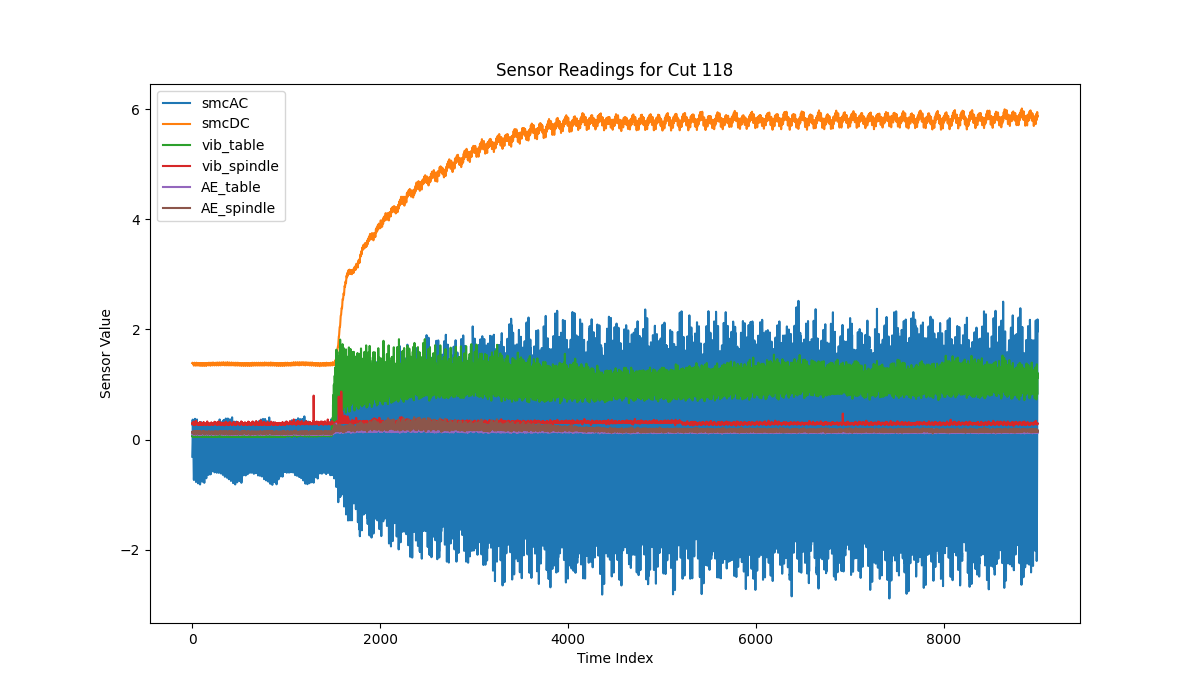 Sensor Readings for Cut 118
smcAC
smcDC
vib_table
vib_spindle
AE_table
AE_spindle
6
4
2
0
−2
Sensor Value
0 2000 4000 6000 8000
Time Index